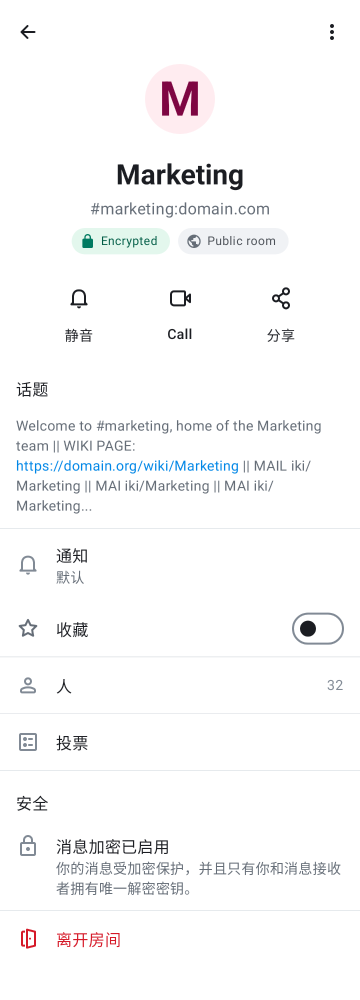 M
Marketing
#marketing:domain.com
Encrypted
Public room
静音
Call
分享
话题
Welcome to #marketing, home of the Marketing
team || WIKI PAGE:
https://domain.org/wiki/Marketing || MAIL iki/
Marketing || MAI iki/Marketing || MAI iki/
Marketing...
通知
默认
收藏
人
32
投票
安全
消息加密已启用
你的消息受加密保护，并且只有你和消息接收
者拥有唯一解密密钥。
离开房间